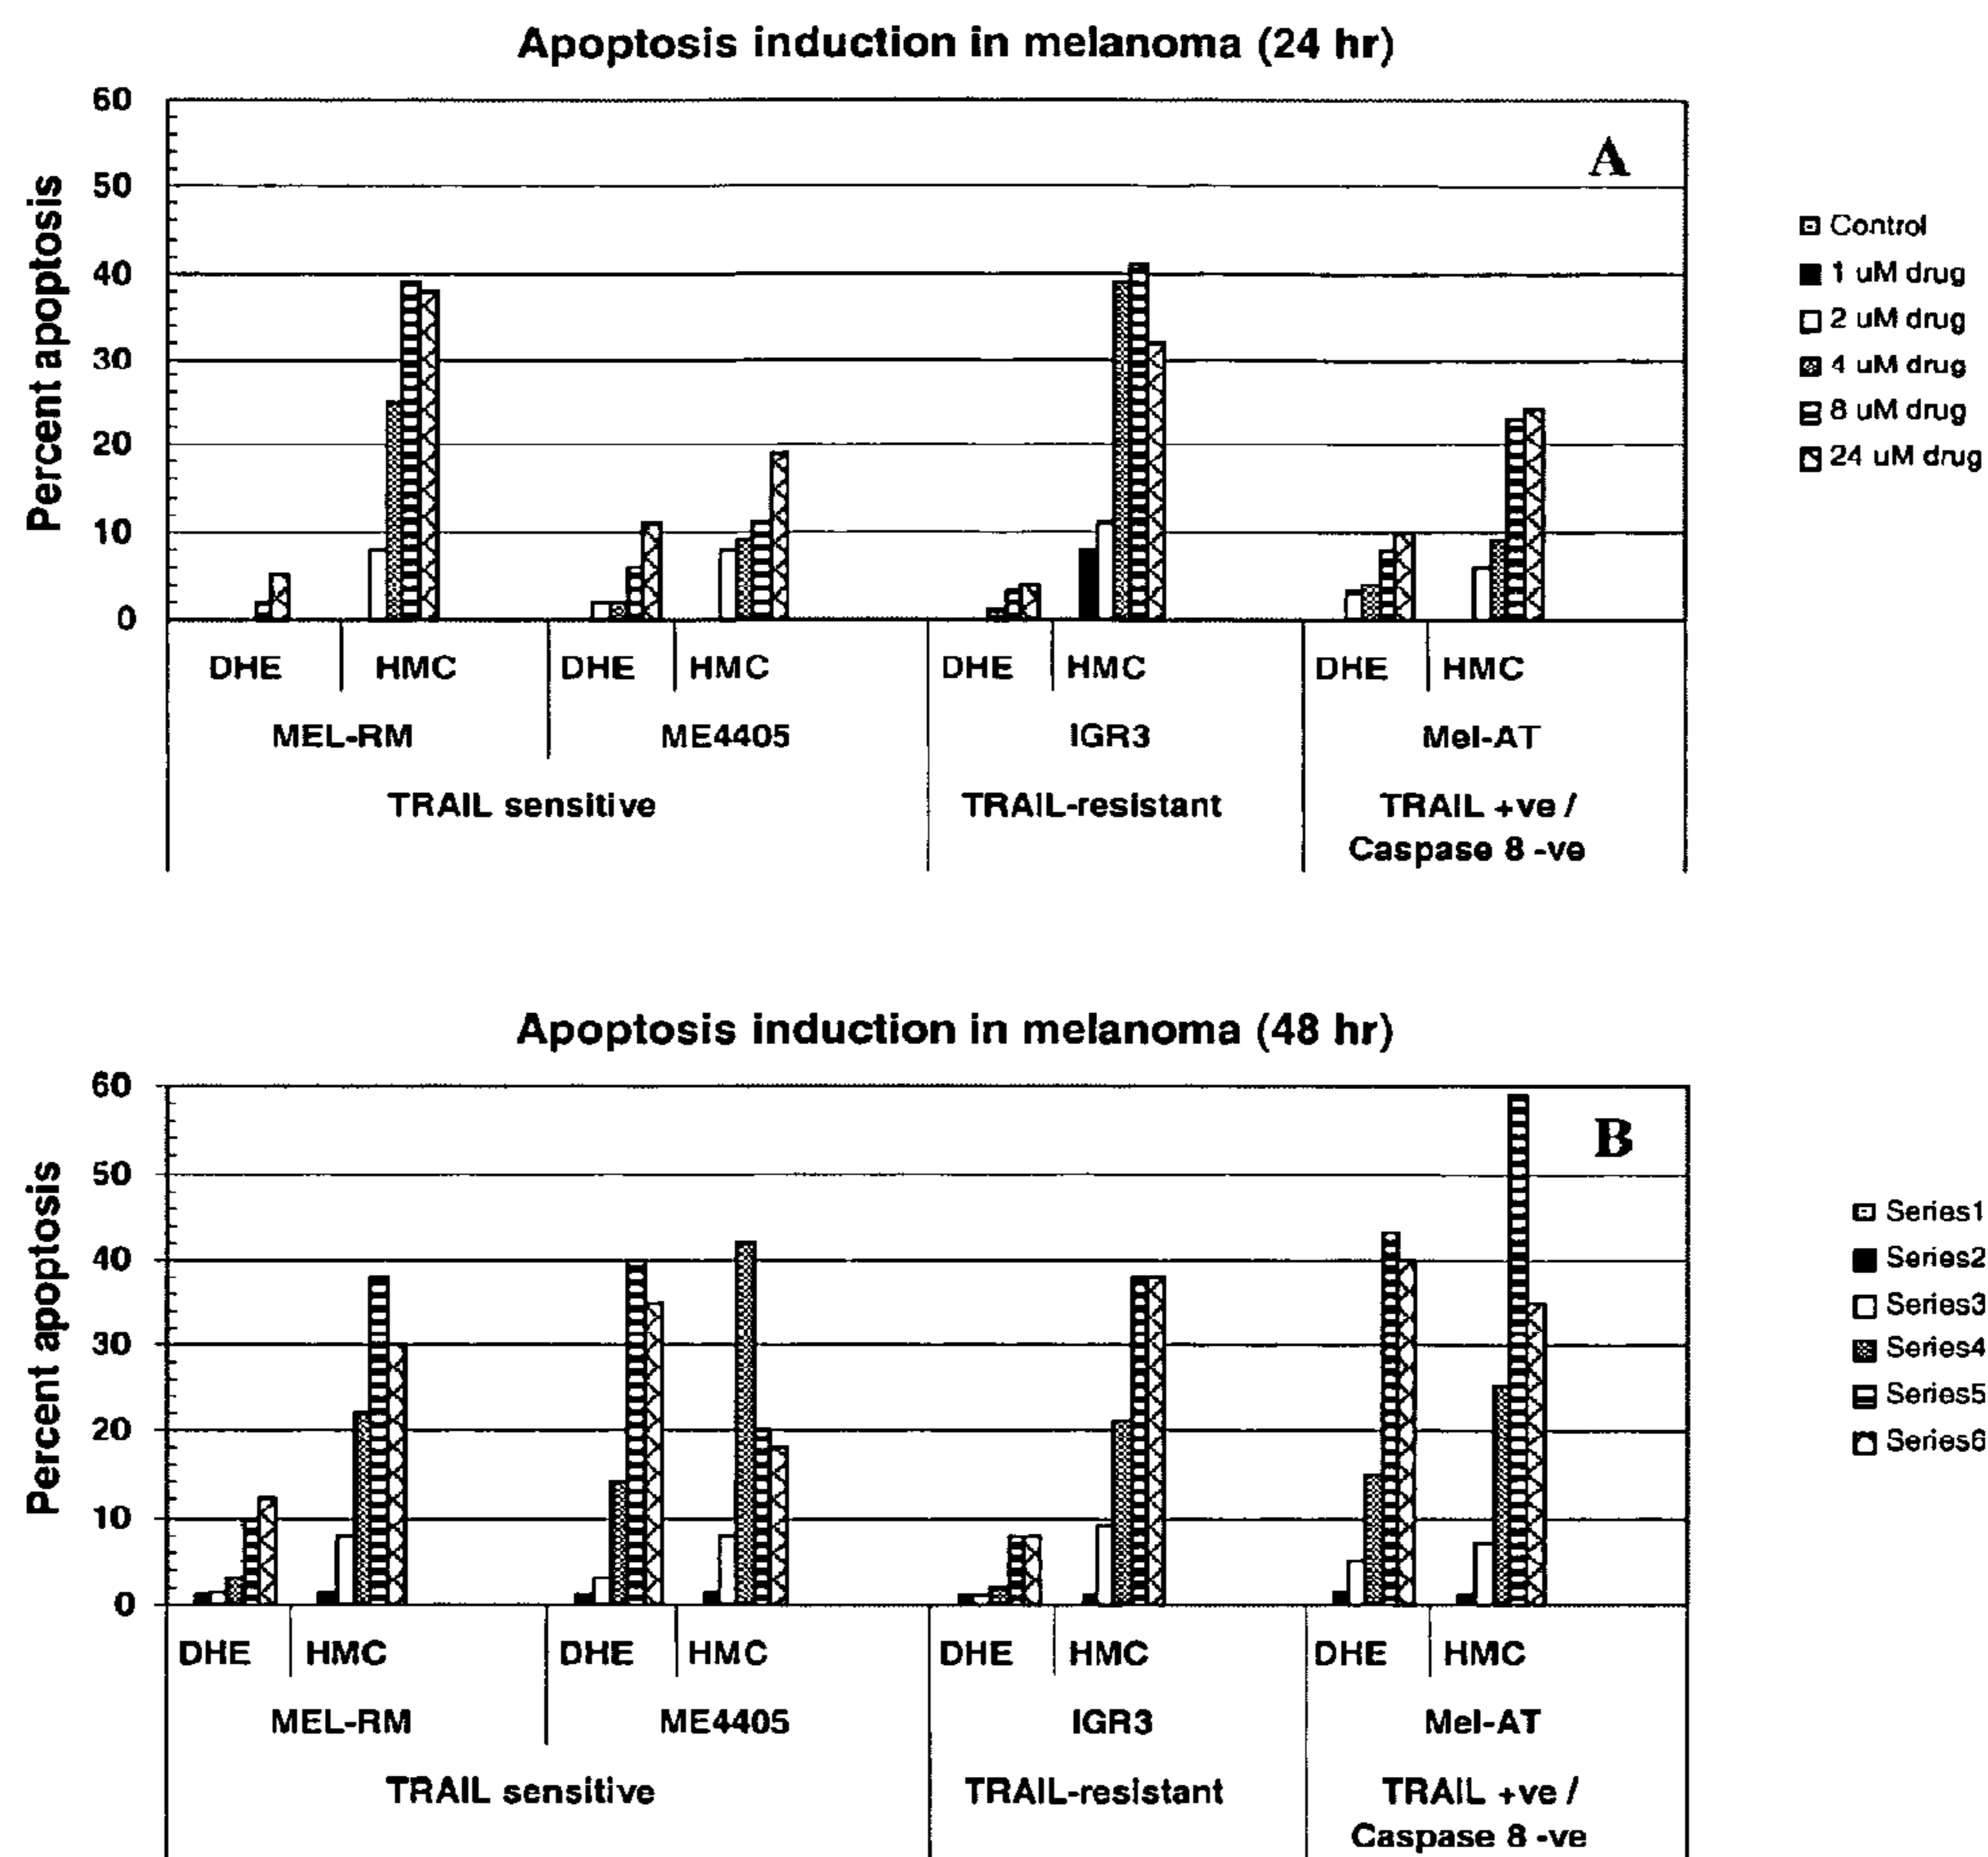 Apoptosis induction in melanoma (24 hr)
60
50
40
30
20
10
0
Percent apoptosis
A
Control
1 uM drug
2 uM drug
4 uM drug
8 uM drug
24 uM drug
DHE HMC DHE HMC DHE HMC DHE HMC
MEL-RM ME4405 IGR3 Mel-AT
TRAIL sensitive TRAIL-resistant TRAIL +ve /
Caspase 8 -ve
Apoptosis induction in melanoma (48 hr)
60
50
40
30
20
10
0
Percent apoptosis
B
Series1
Series2
Series3
Series4
Series5
Series6
DHE HMC DHE HMC DHE HMC DHE HMC
MEL-RM ME4405 IGR3 Mel-AT
TRAIL sensitive TRAIL-resistant TRAIL +ve /
Caspase 8 -ve